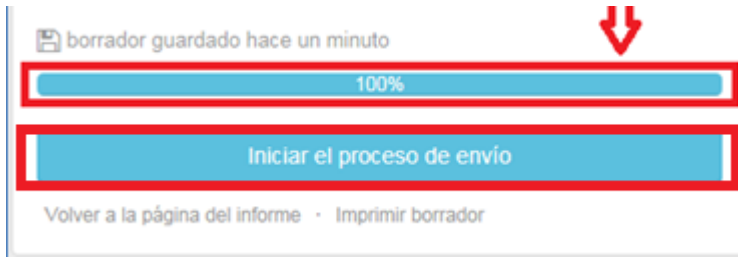 borrador guardado hace un minuto
100%
Iniciar el proceso de envío
Volver a la página del informe · Imprimir borrador